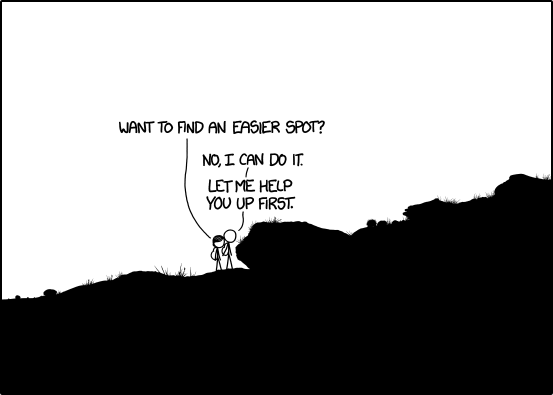 WANT TO FIND AN EASIER SPOT?
NO, I CAN DO IT.
LET ME HELP
YOU UP FIRST.